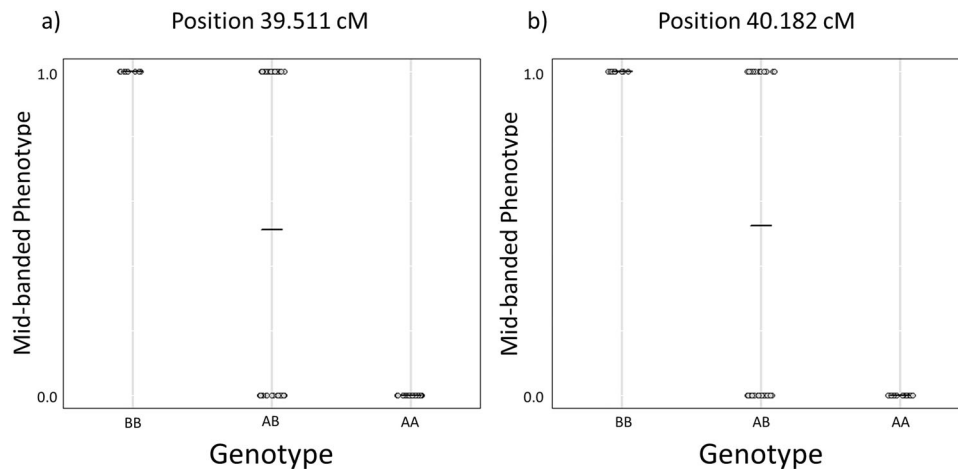 a)
Position 39.511 cM
1.0
Mid-banded Phenotype
0.0
BB
AB
AA
Genotype
b)
Position 40.182 cM
1.0
Mid-banded Phenotype
0.0
BB
AB
AA
Genotype